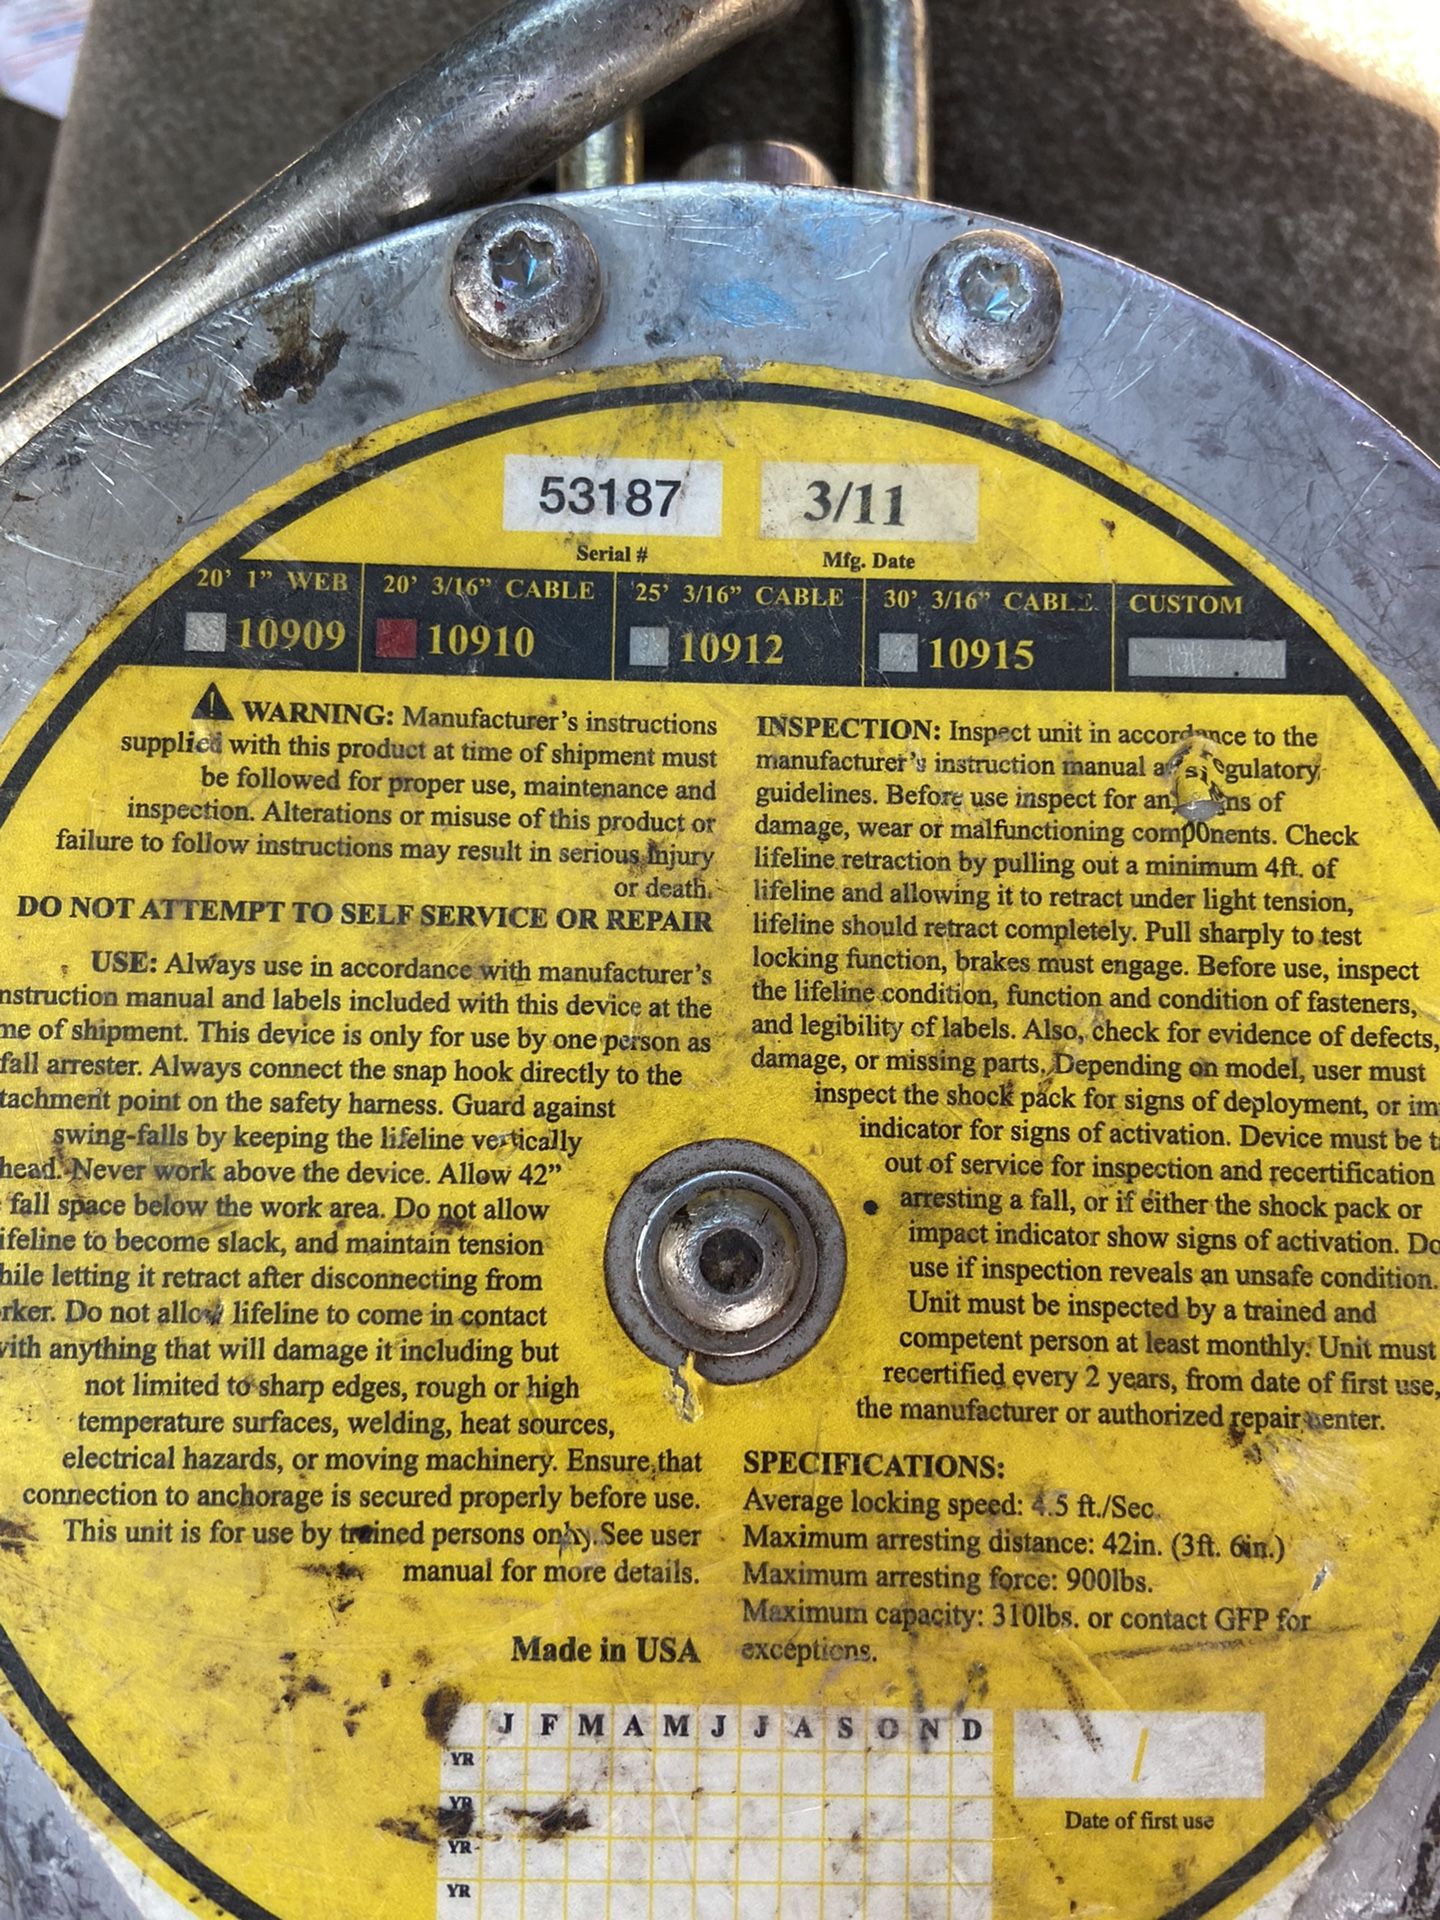 53187 3/11
Serial # Mfg. Date
20' 1" WEB 20' 3/16" CABLE 25' 3/16" CABLE 30' 3/16" CABLE CUSTOM
10909 10910 10912 10915
WARNING: Manufacturer's instructions
supplied with this product at time of shipment must
be followed for proper use, maintenance and
inspection. Alterations or misuse of this product or
failure to follow instructions may result in serious injury
or death.
DO NOT ATTEMPT TO SELF SERVICE OR REPAIR
USE: Always use in accordance with manufacturer's
nstruction manual and labels included with this device at the
me of shipment. This device is only for use by one person as
fall arrester. Always connect the snap hook directly to the
tachment point on the safety harness. Guard against
swing-falls by keeping the lifeline vertically
head. Never work above the device. Allow 42"
fall space below the work area. Do not allow
ifeline to become slack, and maintain tension
hile letting it retract after disconnecting from
rker. Do not allow lifeline to come in contact
with anything that will damage it including but
not limited to sharp edges, rough or high
temperature surfaces, welding, heat sources,
electrical hazards, or moving machinery. Ensure that
connection to anchorage is secured properly before use.
This unit is for use by trained persons only. See user
manual for more details.
Made in USA
INSPECTION: Inspect unit in accordance to the
manufacturer's instruction manual regulatory
guidelines. Before use inspect for any signs of
damage, wear or malfunctioning components. Check
lifeline retraction by pulling out a minimum 4ft. of
lifeline and allowing it to retract under light tension,
lifeline should retract completely. Pull sharply to test
locking function, brakes must engage. Before use, inspect
the lifeline condition, function and condition of fasteners,
and legibility of labels. Also, check for evidence of defects,
damage, or missing parts. Depending on model, user must
inspect the shock pack for signs of deployment, or im
indicator for signs of activation. Device must be t
out of service for inspection and recertification
arresting a fall, or if either the shock pack or
impact indicator show signs of activation. Do
use if inspection reveals an unsafe condition.
Unit must be inspected by a trained and
competent person at least monthly. Unit must
recertified every 2 years, from date of first use,
the manufacturer or authorized repair center.
SPECIFICATIONS:
Average locking speed: 4.5 ft./Sec.
Maximum arresting distance: 42in. (3ft. 6in.)
Maximum arresting force: 900lbs.
Maximum capacity: 310lbs. or contact GFP for
exceptions.
J F M A M J J A S O N D
YR
YR
YR
YR
/
Date of first use